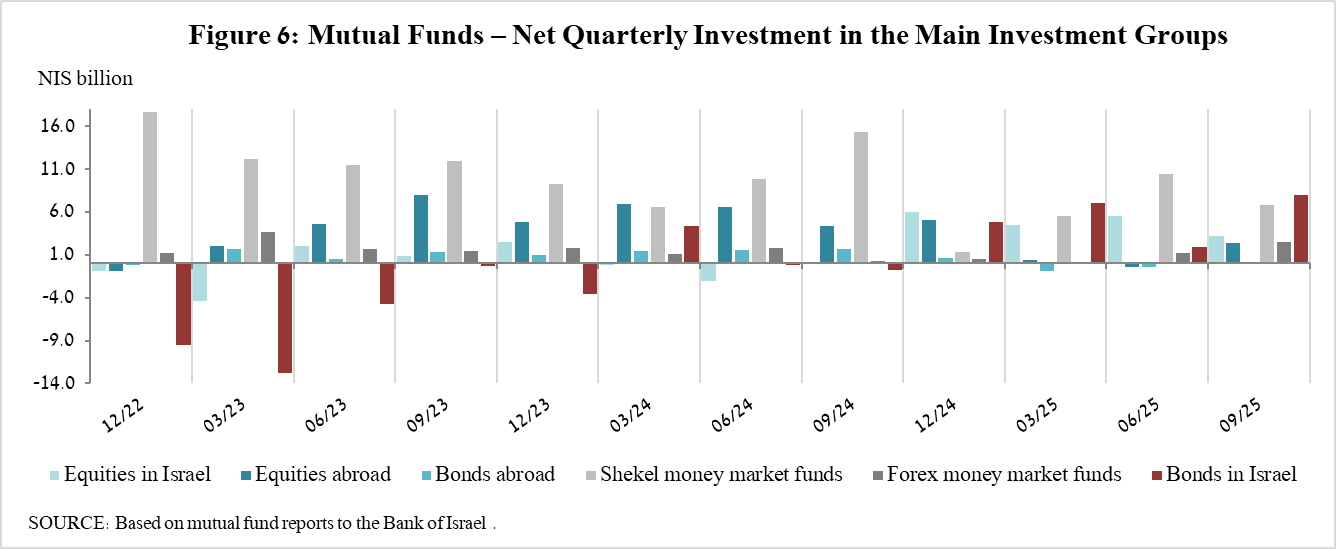 Figure 6: Mutual Funds – Net Quarterly Investment in the Main Investment Groups
NIS billion
16.0
11.0
6.0
1.0
-4.0
-9.0
-14.0
12/22 03/23 06/23 09/23 12/23 03/24 06/24 09/24 12/24 03/25 06/25 09/25
Equities in Israel Equities abroad Bonds abroad Shekel money market funds Forex money market funds Bonds in Israel
SOURCE: Based on mutual fund reports to the Bank of Israel .